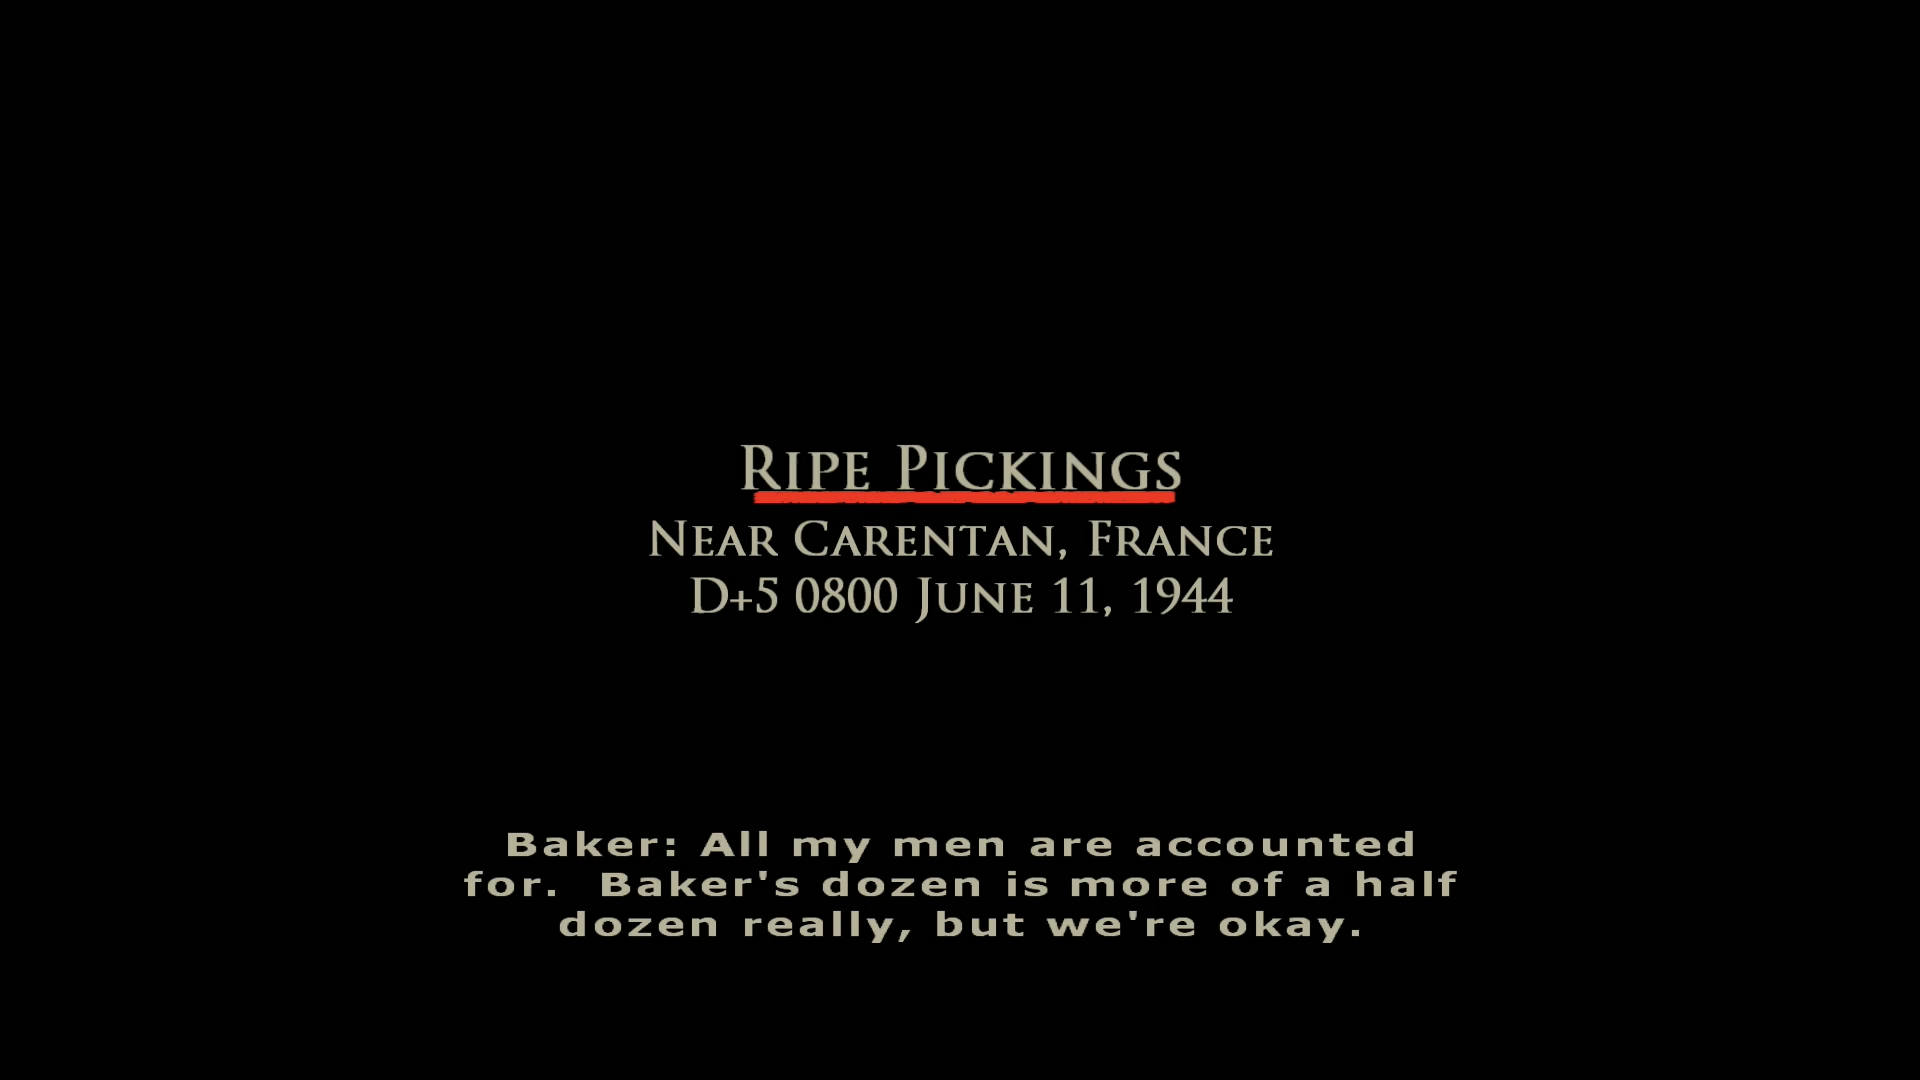 Ripe Pickings
Near Carentan, France
D+5 0800 June 11, 1944
Baker: All my men are accounted
for.  Baker's dozen is more of a half
dozen really, but we're okay.